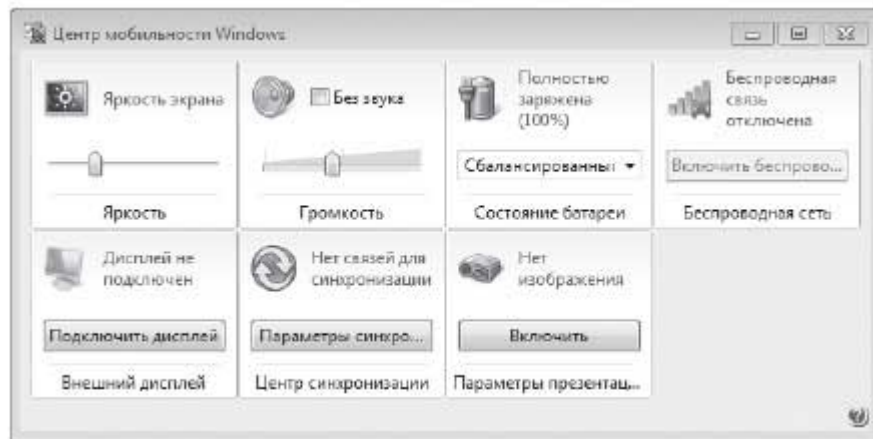 Центр мобильности Windows
Яркость экрана
Без звука
Полностью
заряжена
(100%)
Беспроводная
связь
отключена
Сбалансированны
Включить беспрово...
Яркость
Громкость
Состояние батареи
Беспроводная сеть
Дисплей не
подключен
Нет связей для
синхронизации
Нет
изображения
Подключить дисплей
Параметры синхро...
Включить
Внешний дисплей
Центр синхронизации
Параметры презентац...